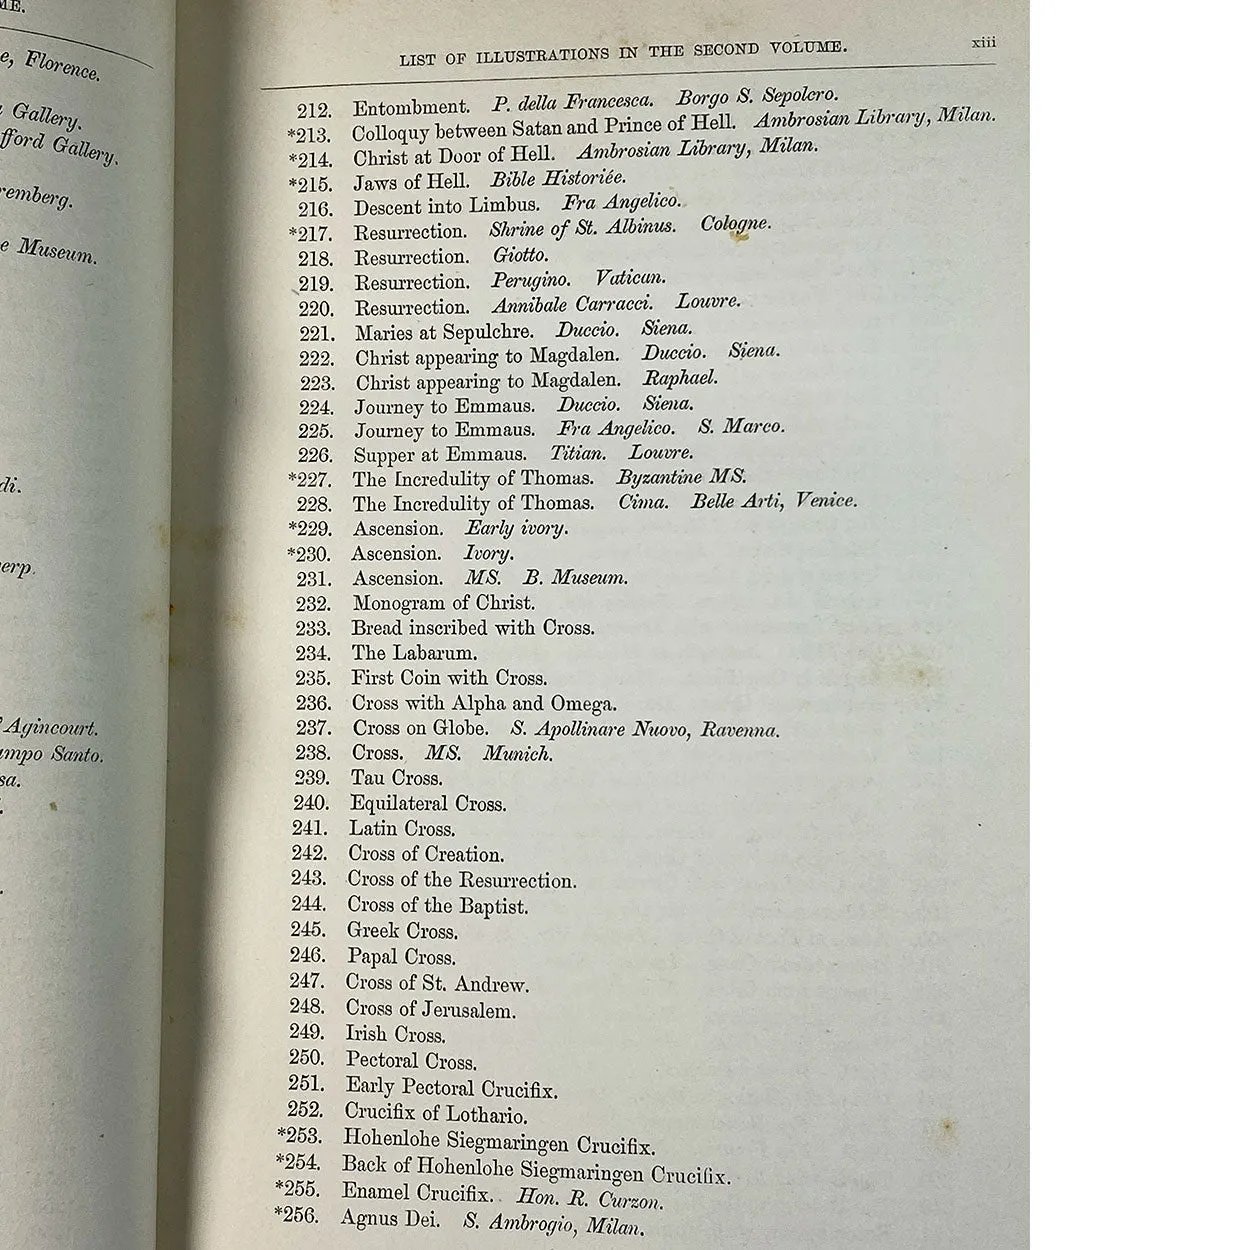 ME.
e, Florence.
Gallery.
fford Gallery.
remberg.
e Museum.
di.
erp.
Agincourt.
mpo Santo.
sa.
LIST OF ILLUSTRATIONS IN THE SECOND VOLUME. xiii
212. Entombment. P. della Francesca. Borgo S. Sepolcro.
*213. Colloquy between Satan and Prince of Hell. Ambrosian Library, Milan.
*214. Christ at Door of Hell. Ambrosian Library, Milan.
*215. Jaws of Hell. Bible Historiée.
216. Descent into Limbus. Fra Angelico.
*217. Resurrection. Shrine of St. Albinus. Cologne.
218. Resurrection. Giotto.
219. Resurrection. Perugino. Vatican.
220. Resurrection. Annibale Carracci. Louvre.
221. Maries at Sepulchre. Duccio. Siena.
222. Christ appearing to Magdalen. Duccio. Siena.
223. Christ appearing to Magdalen. Raphael.
224. Journey to Emmaus. Duccio. Siena.
225. Journey to Emmaus. Fra Angelico. S. Marco.
226. Supper at Emmaus. Titian. Louvre.
*227. The Incredulity of Thomas. Byzantine MS.
228. The Incredulity of Thomas. Cima. Belle Arti, Venice.
*229. Ascension. Early ivory.
*230. Ascension. Ivory.
231. Ascension. MS. B. Museum.
232. Monogram of Christ.
233. Bread inscribed with Cross.
234. The Labarum.
235. First Coin with Cross.
236. Cross with Alpha and Omega.
237. Cross on Globe. S. Apollinare Nuovo, Ravenna.
238. Cross. MS. Munich.
239. Tau Cross.
240. Equilateral Cross.
241. Latin Cross.
242. Cross of Creation.
243. Cross of the Resurrection.
244. Cross of the Baptist.
245. Greek Cross.
246. Papal Cross.
247. Cross of St. Andrew.
248. Cross of Jerusalem.
249. Irish Cross.
250. Pectoral Cross.
251. Early Pectoral Crucifix.
252. Crucifix of Lothario.
*253. Hohenlohe Siegmaringen Crucifix.
*254. Back of Hohenlohe Siegmaringen Crucifix.
*255. Enamel Crucifix. Hon. R. Curzon.
*256. Agnus Dei. S. Ambrogio, Milan.